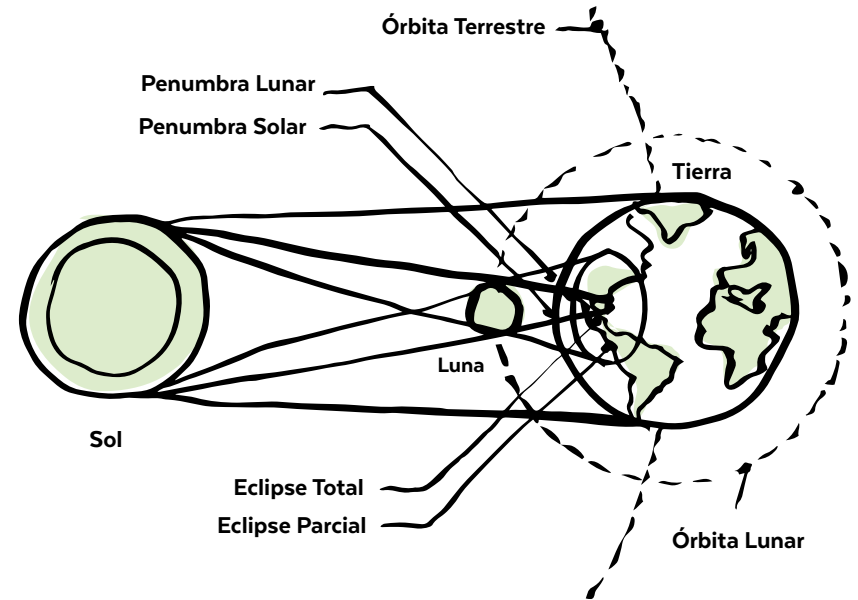 Órbita Terrestre
Penumbra Lunar
Penumbra Solar
Tierra
Luna
Sol
Eclipse Total
Eclipse Parcial
Órbita Lunar